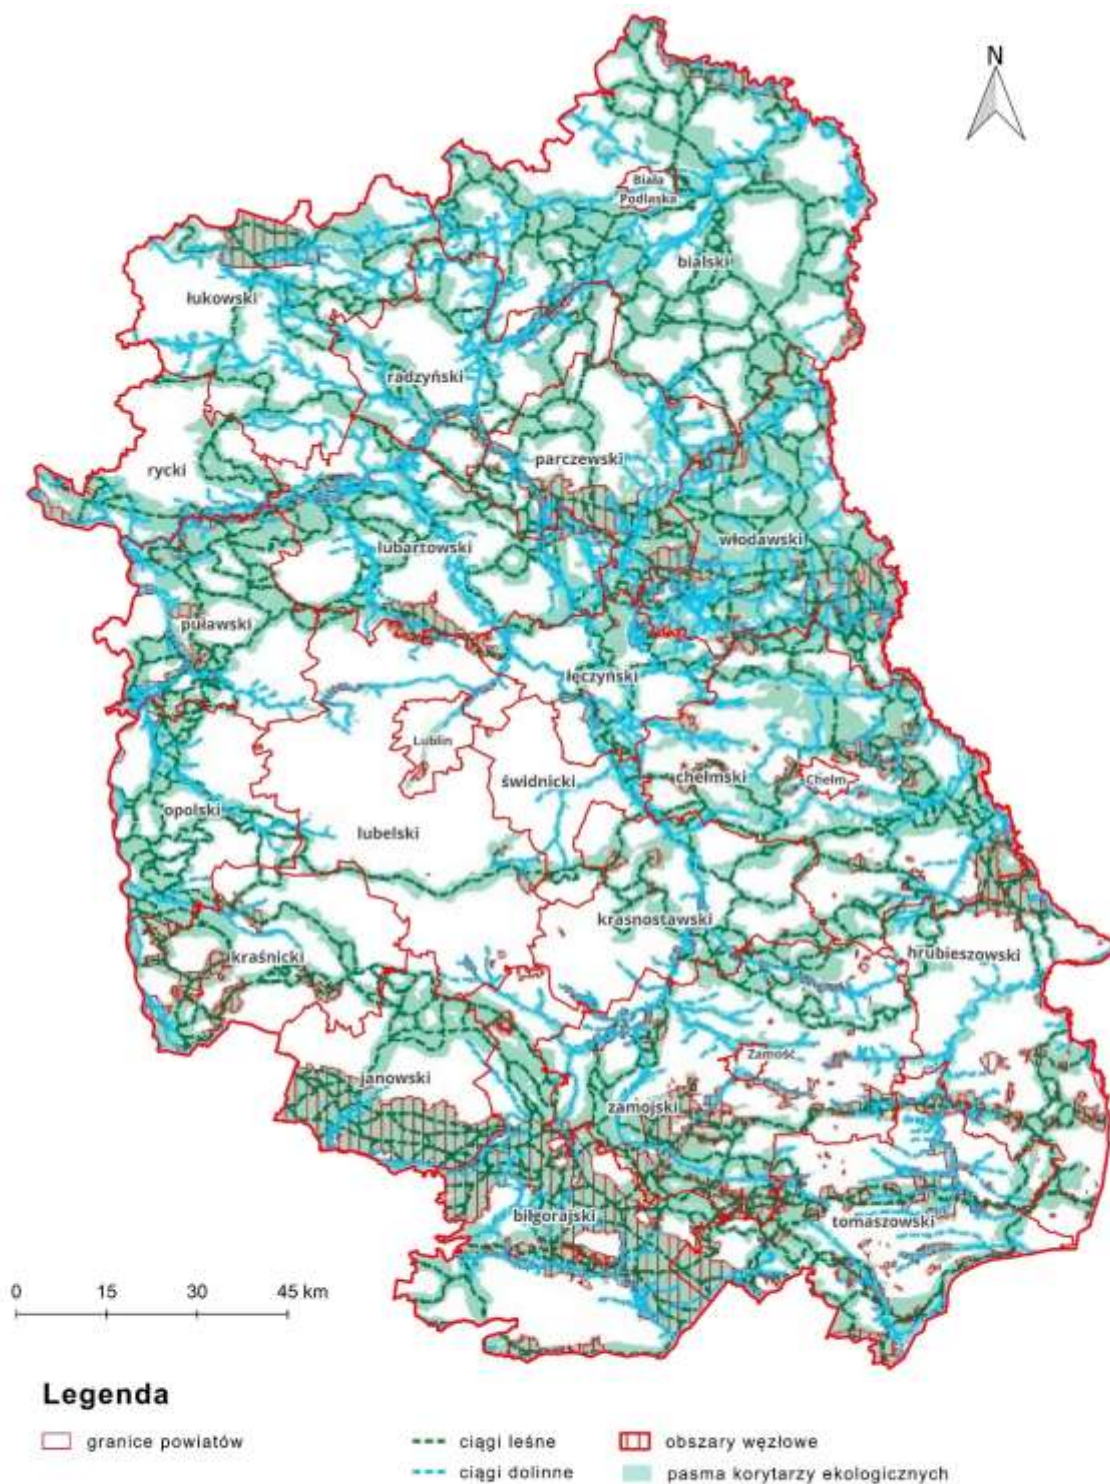 N
Biała
Podlaska
bialski
łukowski
radzyński
rycki
parczewski
lubartowski
włodawski
puławski
łęczyński
Lublin
świdnicki
chełmski
Chełm
opolski
lubelski
krasnostawski
kraśnicki
hrubieszowski
Zamość
janowski
zamojski
biłgorajski
tomaszowski
0 15 30 45 km
Legenda
granice powiatów
ciągi leśne
obszary węzłowe
ciągi dolinne
pasma korytarzy ekologicznych